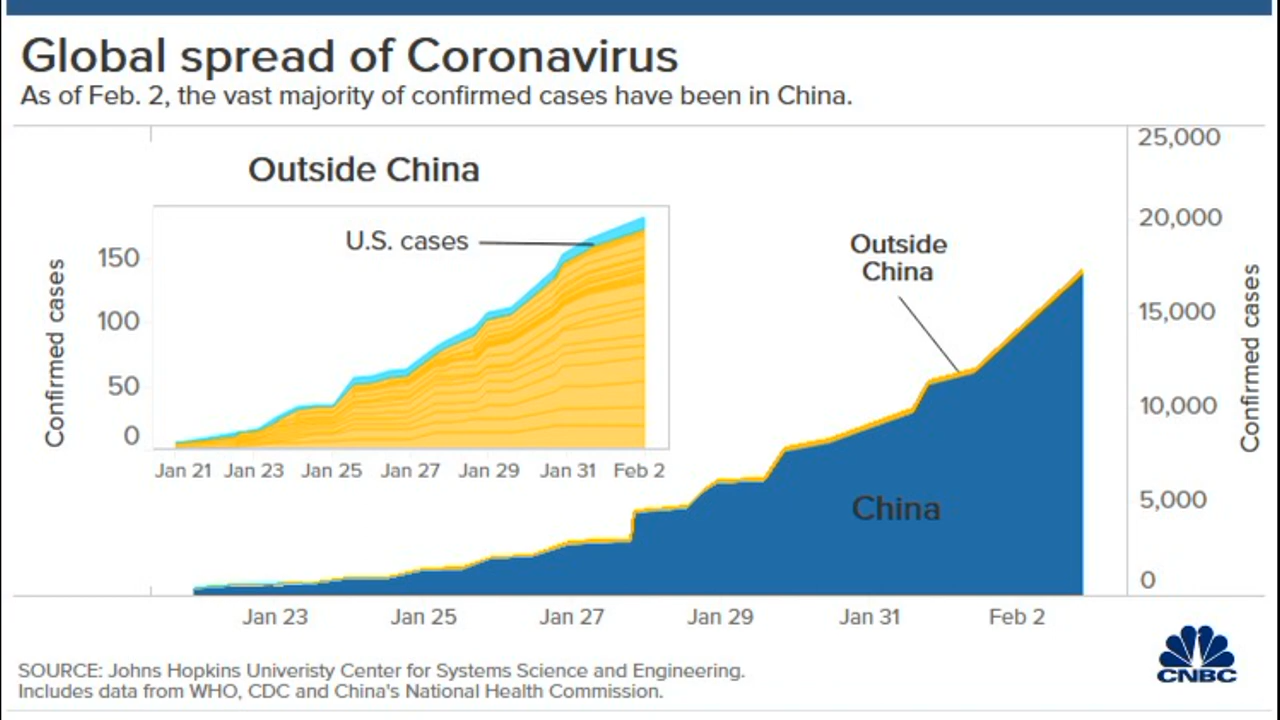 Global spread of Coronavirus
As of Feb. 2, the vast majority of confirmed cases have been in China.
Outside China
U.S. cases
Confirmed cases
150
100
50
0
Jan 21
Jan 23
Jan 25
Jan 27
Jan 29
Jan 31
Feb 2
Outside
China
China
25,000
20,000
15,000
10,000
5,000
0
Confirmed cases
Jan 23
Jan 25
Jan 27
Jan 29
Jan 31
Feb 2
SOURCE: Johns Hopkins Univeristy Center for Systems Science and Engineering.
Includes data from WHO, CDC and China's National Health Commission.
CNBC